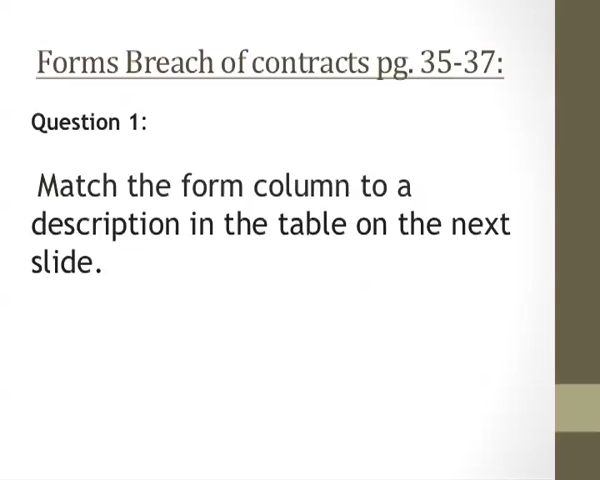 Forms Breach of contracts pg. 35-37:
Question 1:
Match the form column to a
description in the table on the next
slide.